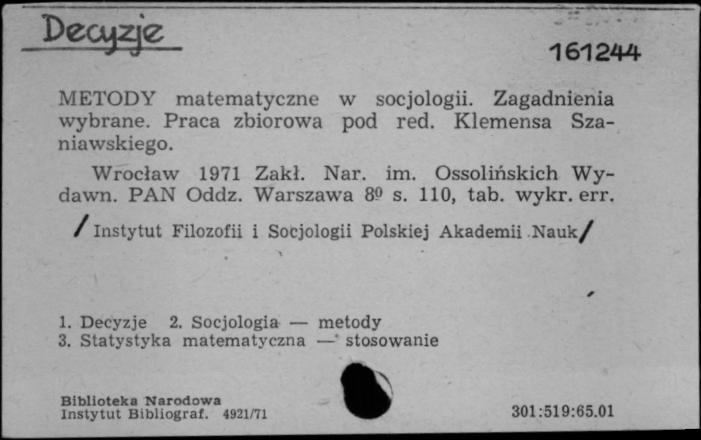 Decyzje
161244
METODY matematyczne w socjologii. Zagadnienia
wybrane. Praca zbiorowa pod red. Klemensa Sza-
niawskiego.
Wrocław 1971 Zakł. Nar. im. Ossolińskich Wy-
dawn. PAN Oddz. Warszawa 8º s. 110, tab. wykr. err.
/ Instytut Filozofii i Socjologii Polskiej Akademii Nauk /
1. Decyzje 2. Socjologia — metody
3. Statystyka matematyczna — stosowanie
Biblioteka Narodowa
Instytut Bibliograf. 4921/71
301:519:65.01